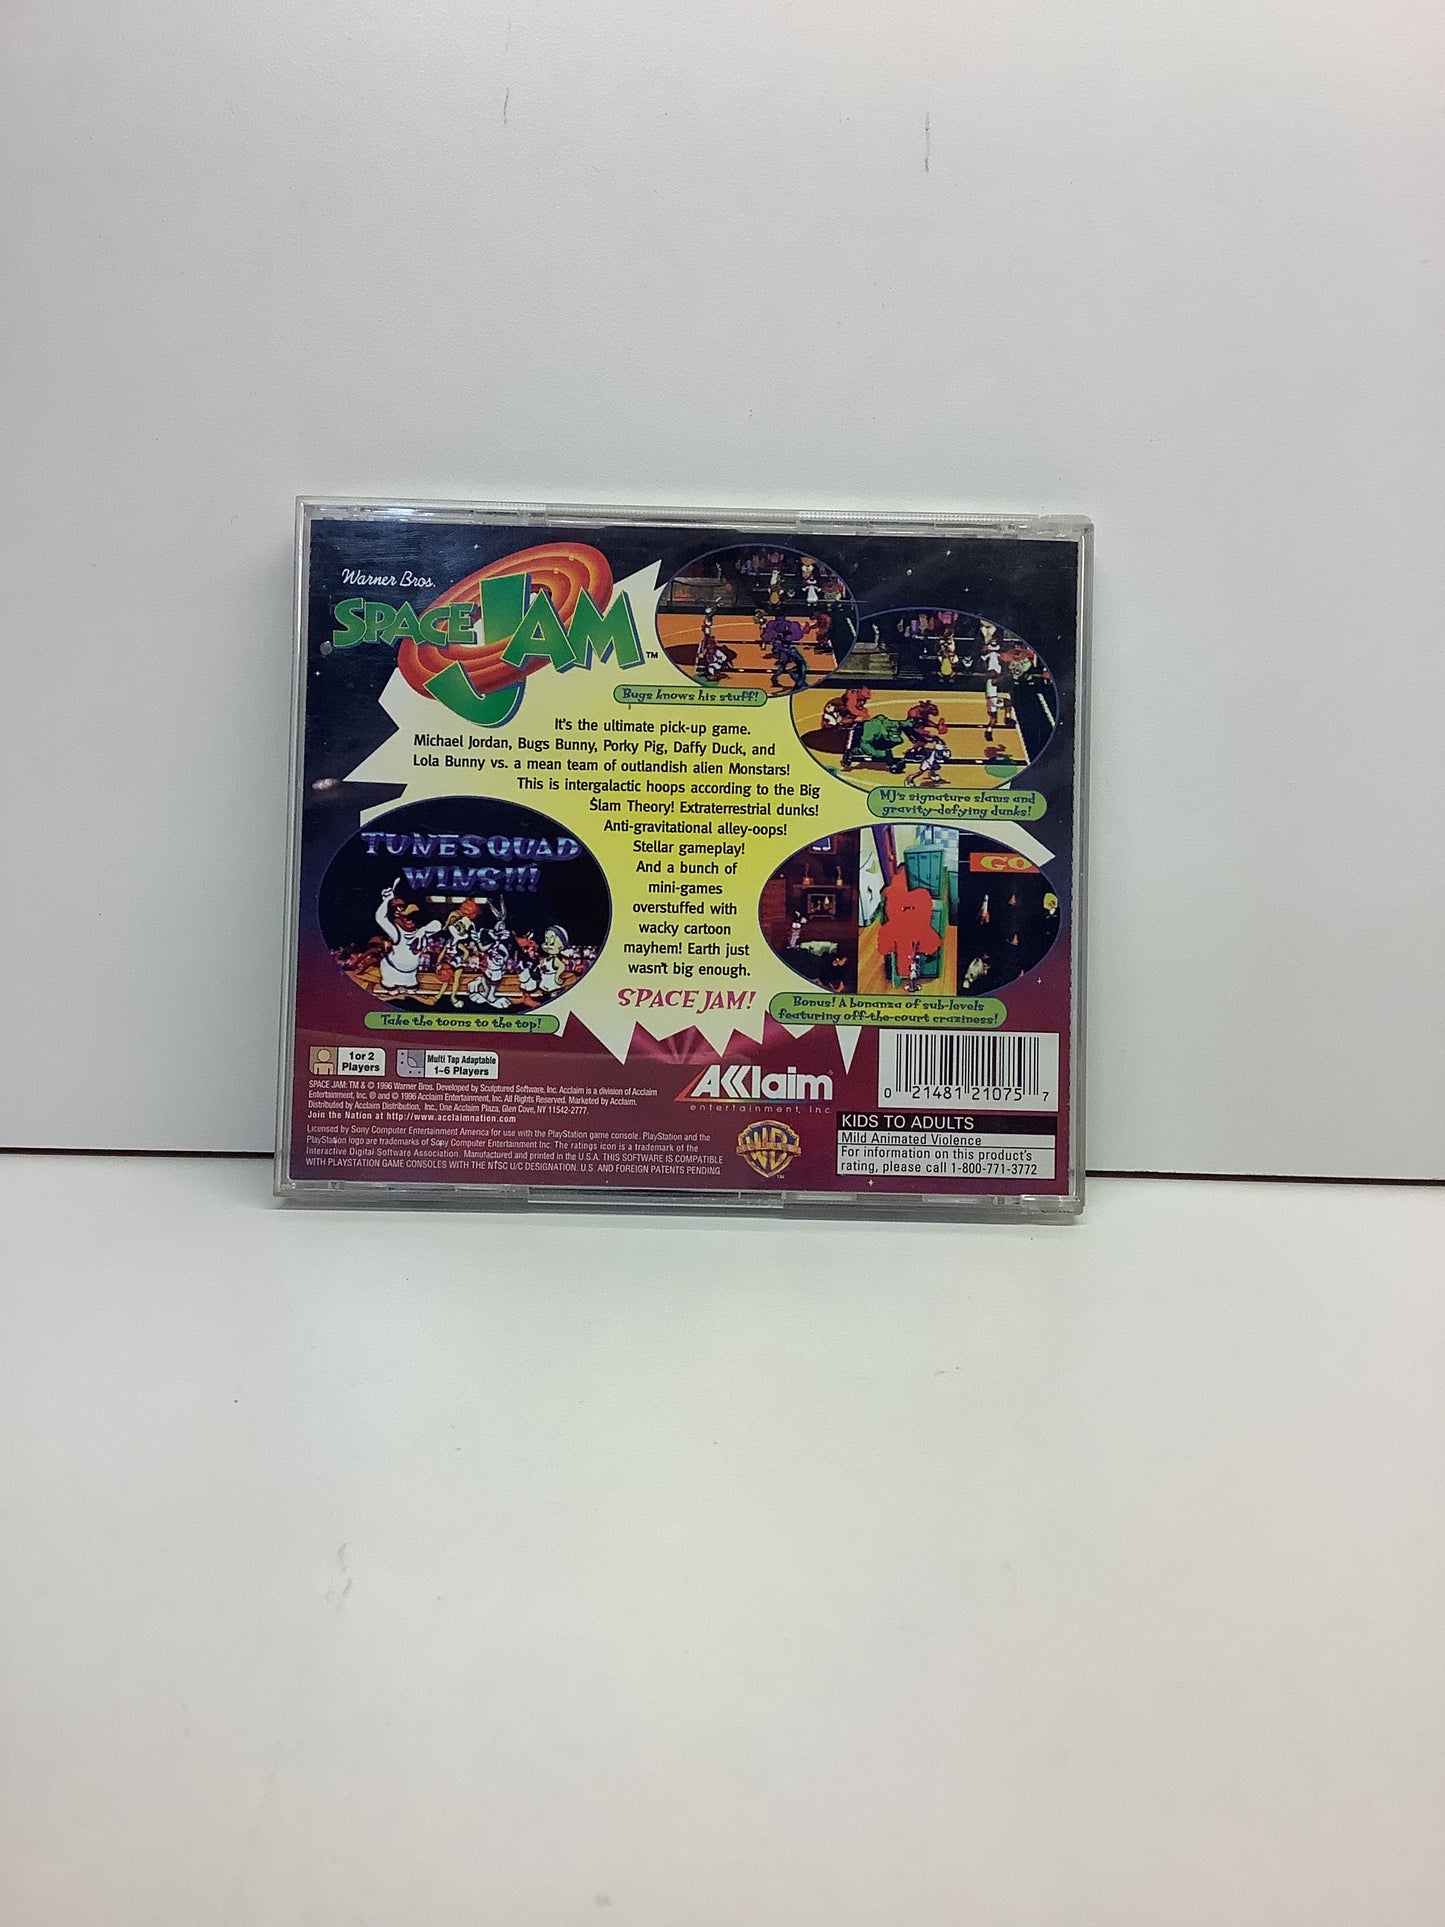 Warner Bros.
SPACE JAM ™
Bugs knows his stuff!
It's the ultimate pick-up game.
Michael Jordan, Bugs Bunny, Porky Pig, Daffy Duck, and
Lola Bunny vs. a mean team of outlandish alien Monstars!
This is intergalactic hoops according to the Big
Slam Theory! Extraterrestrial dunks!
Anti-gravitational alley-oops!
Stellar gameplay!
And a bunch of
mini-games
overstuffed with
wacky cartoon
mayhem! Earth just
wasn't big enough.
SPACE JAM!
MJ's signature slams and
gravity-defying dunks!
TUNESQUAD
WINS!!!
Take the toons to the top!
GO
Bonus! A bonanza of sub-levels
featuring off-the-court craziness!
1 or 2
Players
Multi Tap Adaptable
1-6 Players
SPACE JAM: TM & © 1996 Warner Bros. Developed by Sculptured Software, Inc. Acclaim is a division of Acclaim
Entertainment, Inc. ® and © 1996 Acclaim Entertainment, Inc. All Rights Reserved. Marketed by Acclaim.
Distributed by Acclaim Distribution, Inc., One Acclaim Plaza, Glen Cove, NY 11542-2777.
Join the Nation at http://www.acclaimnation.com
Licensed by Sony Computer Entertainment America for use with the PlayStation game console. PlayStation and the
PlayStation logo are trademarks of Sony Computer Entertainment Inc. The ratings icon is a trademark of the
Interactive Digital Software Association. Manufactured and printed in the U.S.A. THIS SOFTWARE IS COMPATIBLE
WITH PLAYSTATION GAME CONSOLES WITH THE NTSC U/C DESIGNATION. U.S. AND FOREIGN PATENTS PENDING.
AKKlaim
entertainment, inc.
WB
TM
0 21481 21075 7
KIDS TO ADULTS
Mild Animated Violence
For information on this product's
rating, please call 1-800-771-3772